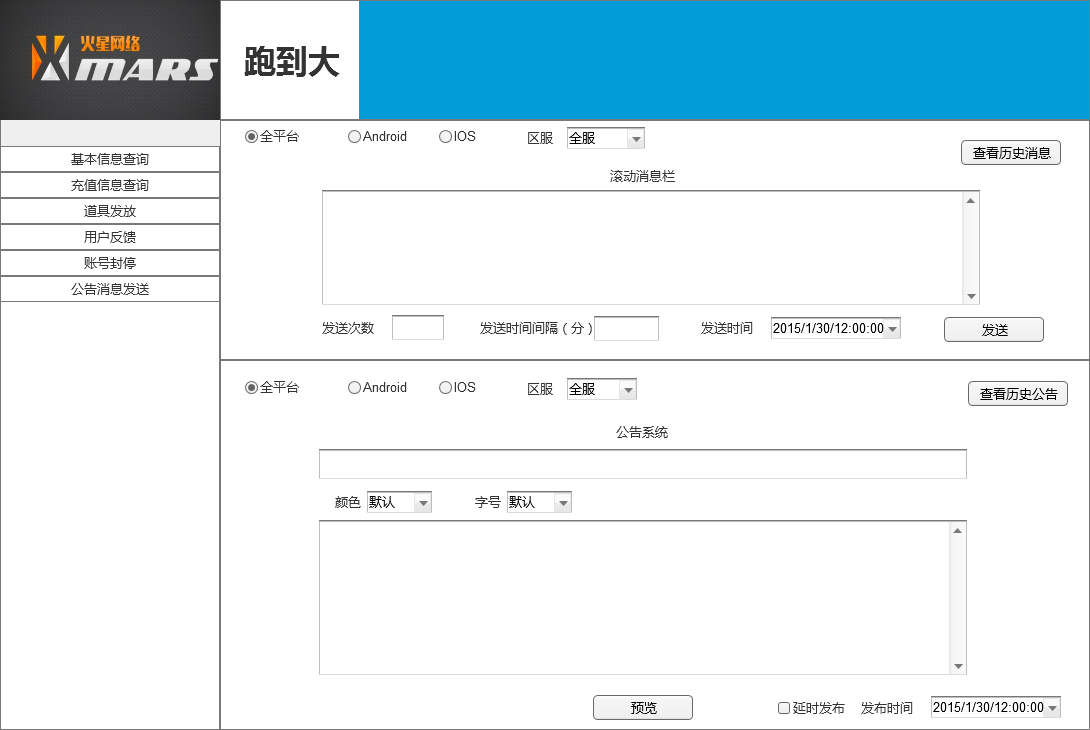 火星网络
MARS
跑到大
基本信息查询
充值信息查询
道具发放
用户反馈
账号封停
公告消息发送
全平台 Android IOS 区服 全服
查看历史消息
滚动消息栏
发送次数 发送时间间隔（分） 发送时间 2015/1/30/12:00:00 发送
全平台 Android IOS 区服 全服
查看历史公告
公告系统
颜色 默认 字号 默认
预览 延时发布 发布时间 2015/1/30/12:00:00